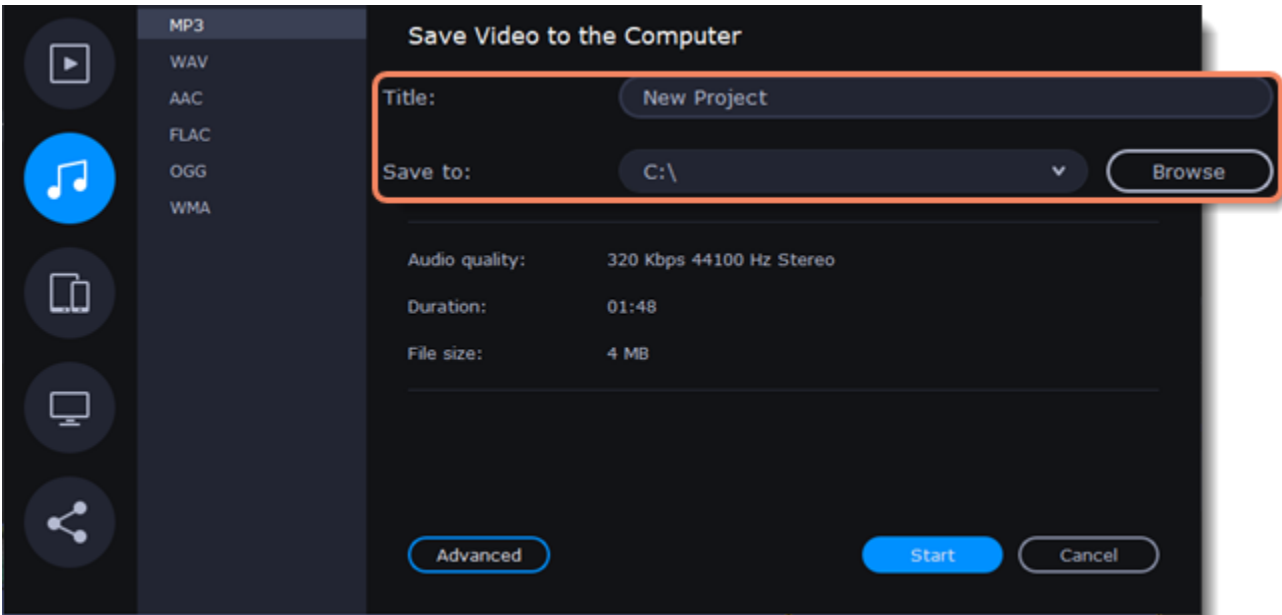 MP3
WAV
AAC
FLAC
OGG
WMA
Save Video to the Computer
Title: New Project
Save to: C:\ Browse
Audio quality: 320 Kbps 44100 Hz Stereo
Duration: 01:48
File size: 4 MB
Advanced Start Cancel